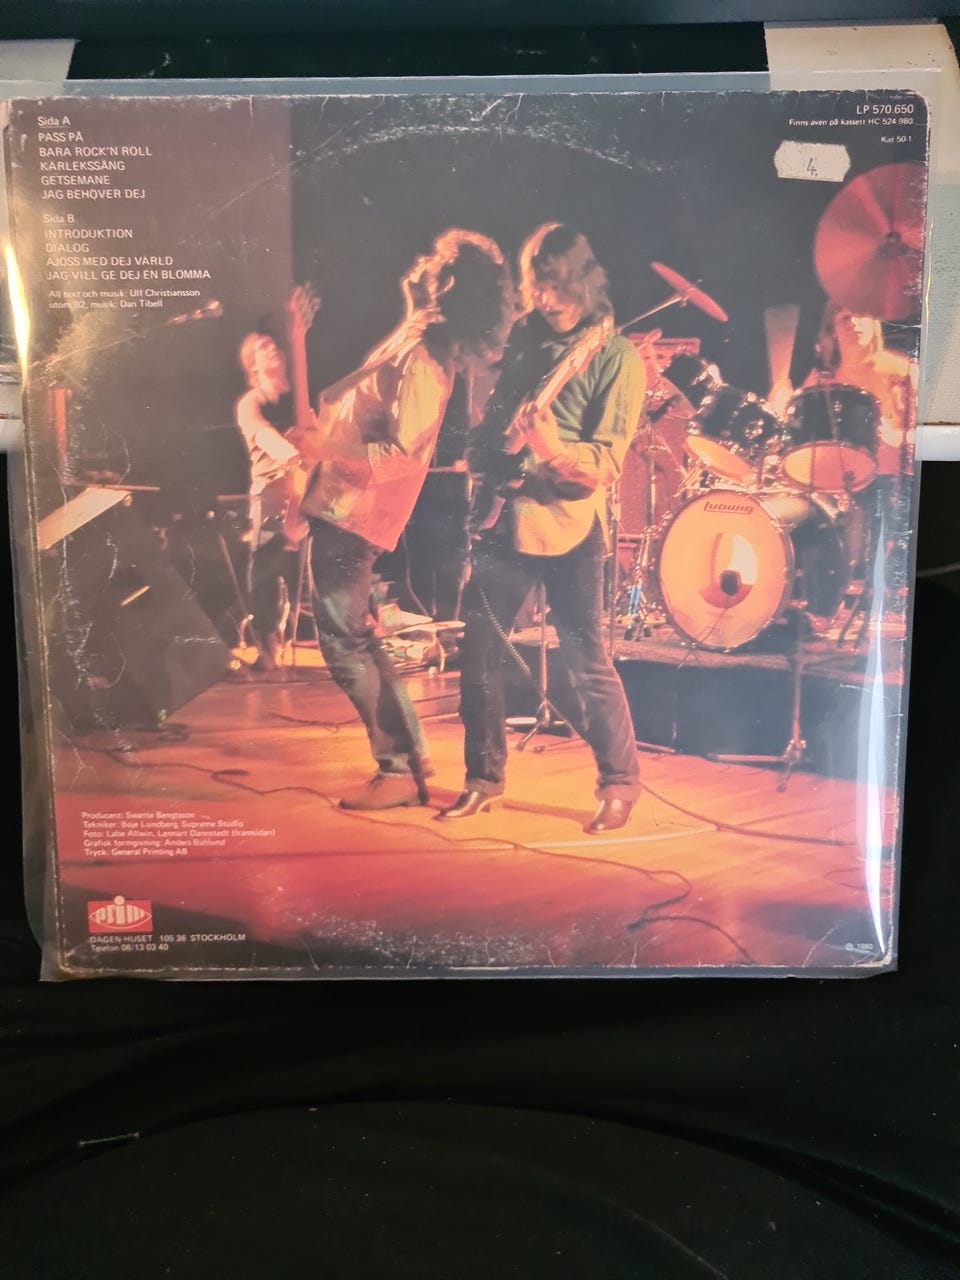 Sida A
PASS PÅ
BARA ROCK'N ROLL
KÄRLEKSSÅNG
GETSEMANE
JAG BEHÖVER DEJ
Sida B
INTRODUKTION
DIALOG
AJÖSS MED DEJ VÄRLD
JAG VILL GE DEJ EN BLOMMA
All text och musik: Ulf Christiansson
utom B2, musik: Dan Tibell
LP 570.650
Finns även på kassett HC 524 980
Kat 50-1
4
Ludwig
Producent: Swante Bengtsson
Tekniker: Boje Lundberg, Supreme Studio
Foto: Labe Allwin, Lennart Dannstedt (framsidan)
Grafisk formgivning: Anders Bählund
Tryck: General Printing AB
PRIM
DAGEN-HUSET 105 36 STOCKHOLM
Telefon 08/13 03 40
℗ 1980